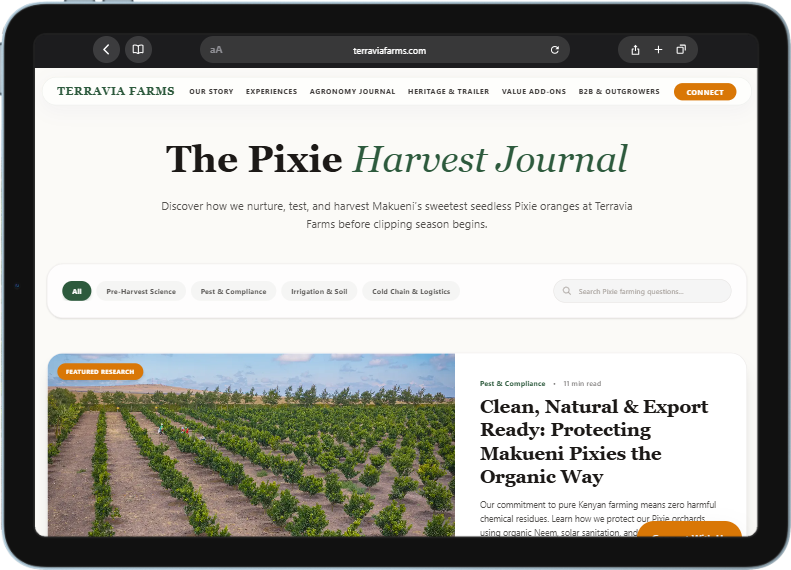 aA
terraviafarms.com
TERRAVIA FARMS
OUR STORY
EXPERIENCES
AGRONOMY JOURNAL
HERITAGE & TRAILER
VALUE ADD-ONS
B2B & OUTGROWERS
CONNECT
The Pixie Harvest Journal
Discover how we nurture, test, and harvest Makueni's sweetest seedless Pixie oranges at Terravia
Farms before clipping season begins.
All
Pre-Harvest Science
Pest & Compliance
Irrigation & Soil
Cold Chain & Logistics
Search Pixie farming questions...
FEATURED RESEARCH
Pest & Compliance • 11 min read
Clean, Natural & Export
Ready: Protecting
Makueni Pixies the
Organic Way
Our commitment to pure Kenyan farming means zero harmful
chemical residues. Learn how we protect our Pixie orchards
using organic Neem, solar sanitation, and